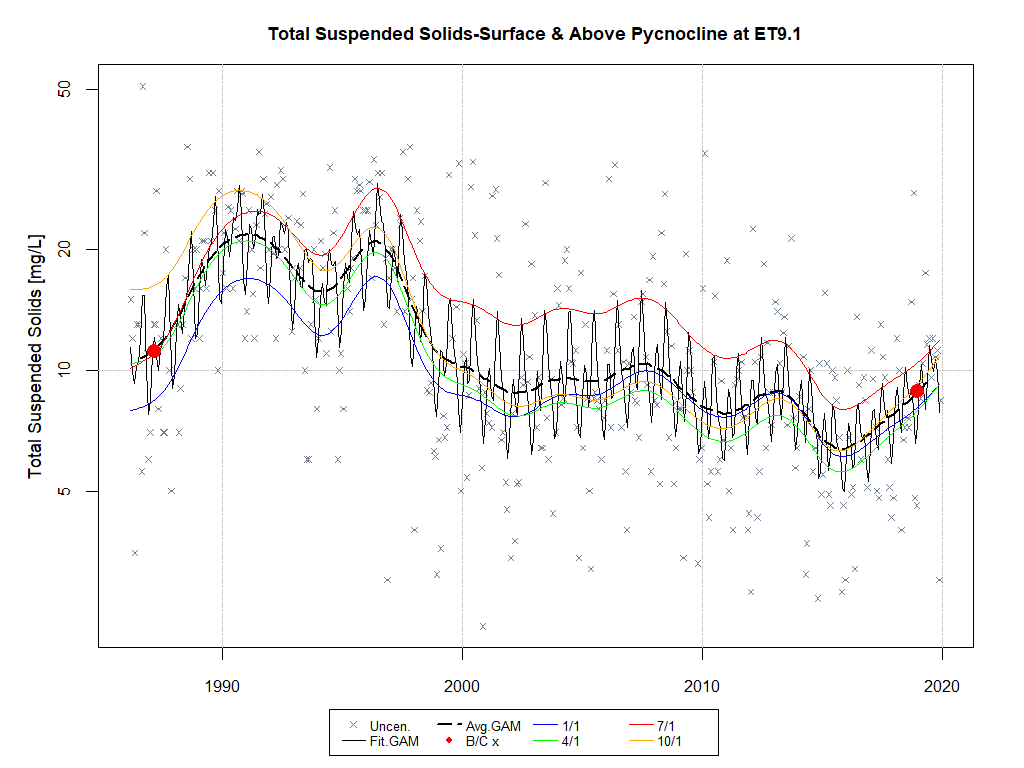 Total Suspended Solids-Surface & Above Pycnocline at ET9.1
Total Suspended Solids [mg/L]
50
20
10
5
1990 2000 2010 2020
Uncen. Avg.GAM 1/1 7/1
Fit.GAM B/C x 4/1 10/1